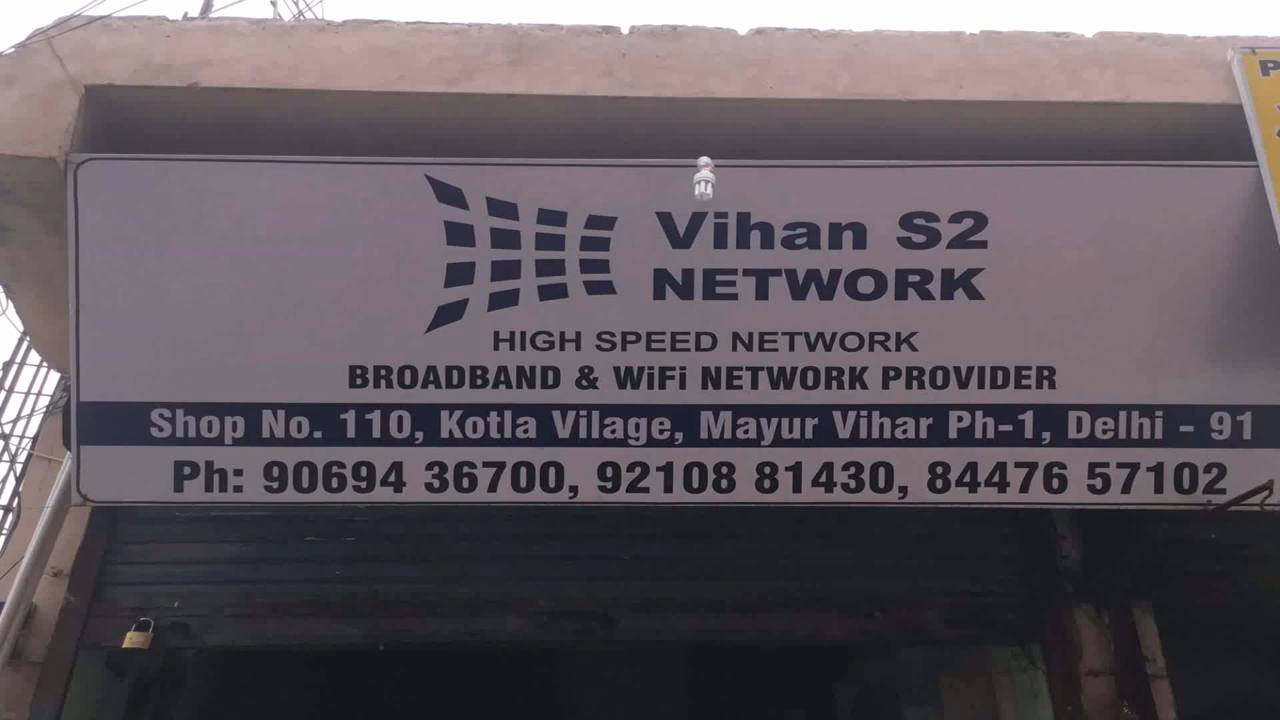 Vihan S2
NETWORK
HIGH SPEED NETWORK
BROADBAND & WiFi NETWORK PROVIDER
Shop No. 110, Kotla Vilage, Mayur Vihar Ph-1, Delhi - 91
Ph: 90694 36700, 92108 81430, 84476 57102